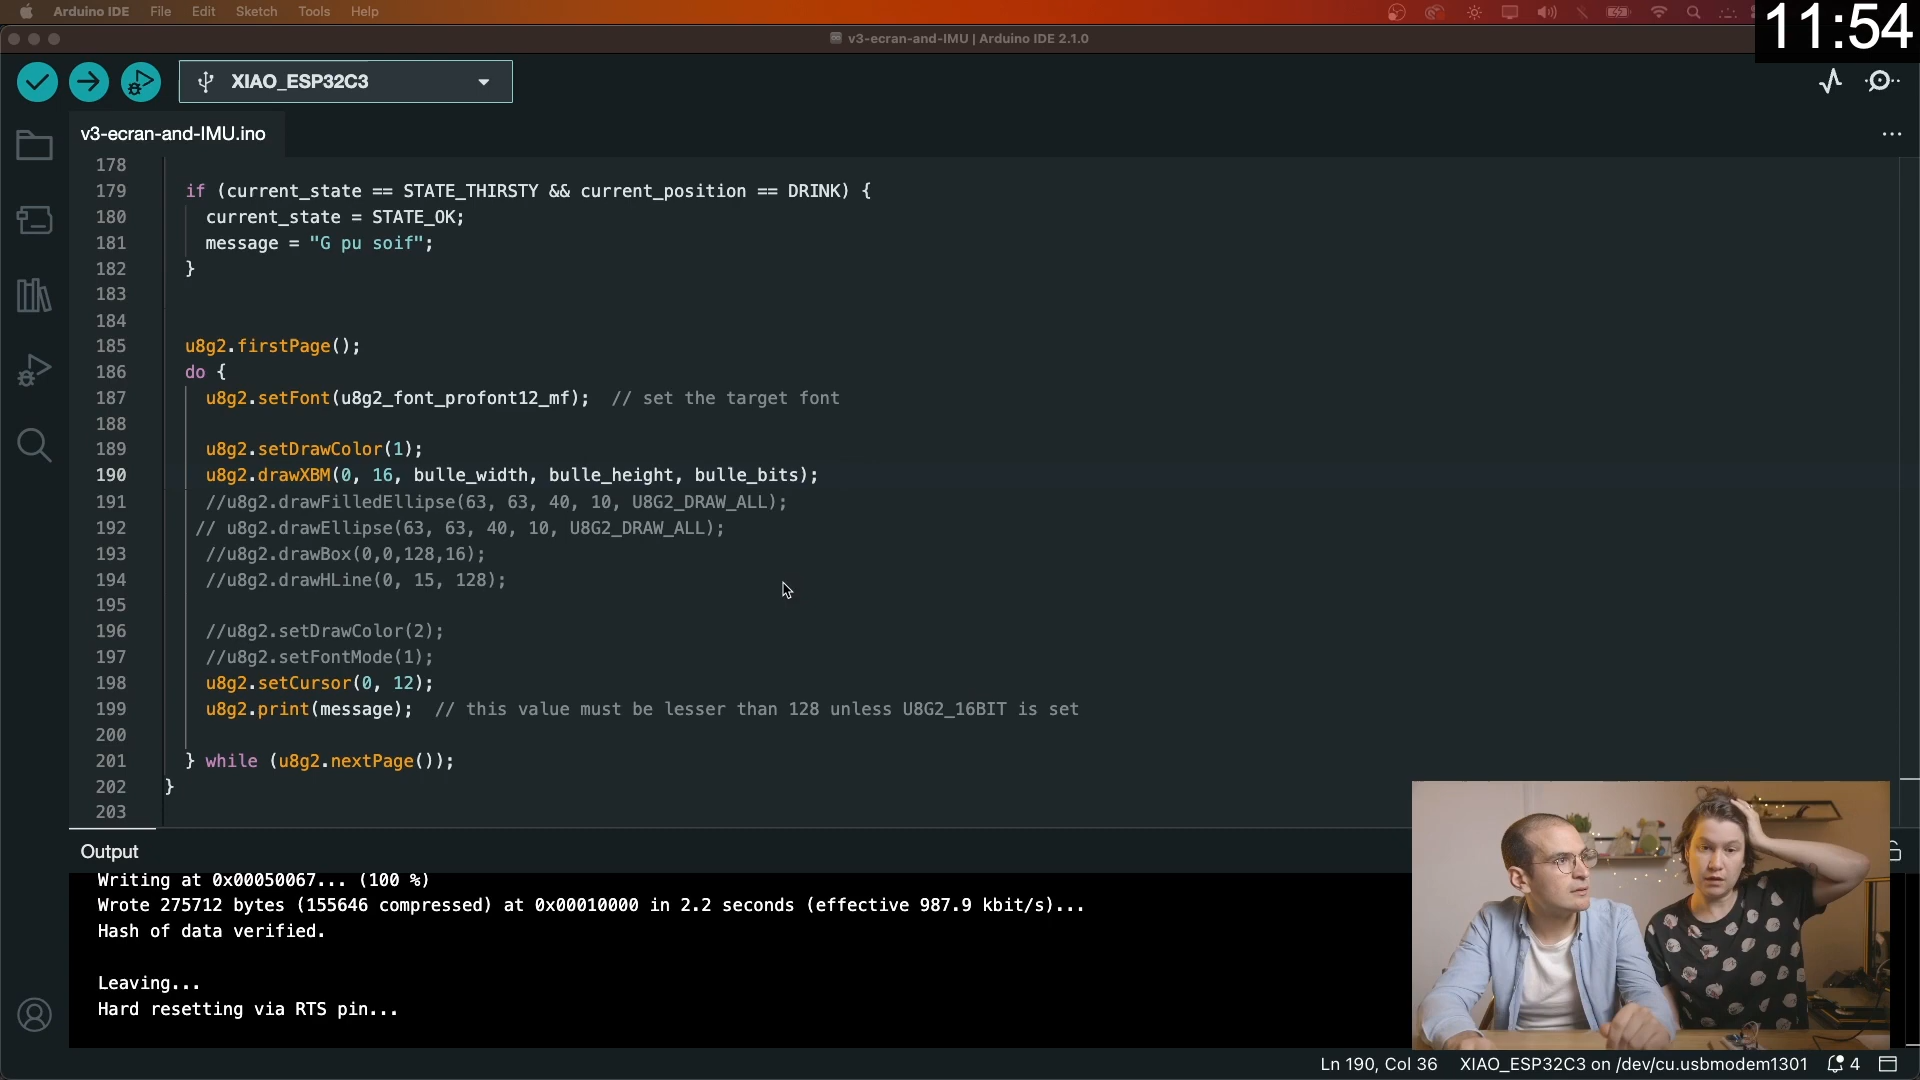 Arduino IDE File Edit Sketch Tools Help
11:54
v3-ecran-and-IMU | Arduino IDE 2.1.0
XIAO_ESP32C3
v3-ecran-and-IMU.ino
178
179 if (current_state == STATE_THIRSTY && current_position == DRINK) {
180 current_state = STATE_OK;
181 message = "G pu soif";
182 }
183
184
185 u8g2.firstPage();
186 do {
187 u8g2.setFont(u8g2_font_profont12_mf); // set the target font
188
189 u8g2.setDrawColor(1);
190 u8g2.drawXBM(0, 16, bulle_width, bulle_height, bulle_bits);
191 //u8g2.drawFilledEllipse(63, 63, 40, 10, U8G2_DRAW_ALL);
192 // u8g2.drawEllipse(63, 63, 40, 10, U8G2_DRAW_ALL);
193 //u8g2.drawBox(0,0,128,16);
194 //u8g2.drawHLine(0, 15, 128);
195
196 //u8g2.setDrawColor(2);
197 //u8g2.setFontMode(1);
198 u8g2.setCursor(0, 12);
199 u8g2.print(message); // this value must be lesser than 128 unless U8G2_16BIT is set
200
201 } while (u8g2.nextPage());
202 }
203
Output
Writing at 0x00050067... (100 %)
Wrote 275712 bytes (155646 compressed) at 0x00010000 in 2.2 seconds (effective 987.9 kbit/s)...
Hash of data verified.
Leaving...
Hard resetting via RTS pin...
Ln 190, Col 36 XIAO_ESP32C3 on /dev/cu.usbmodem1301 4